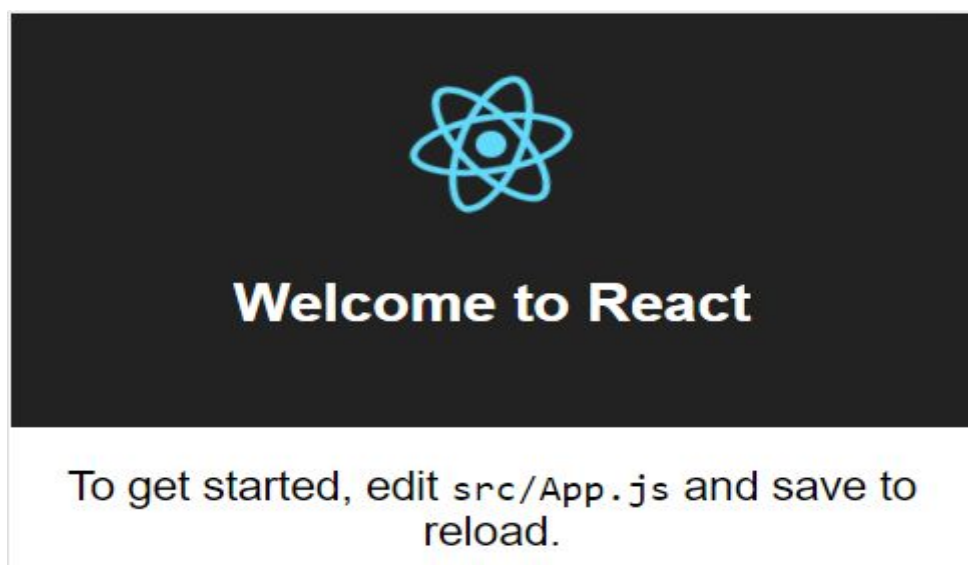 Welcome to React
To get started, edit src/App.js and save to
reload.